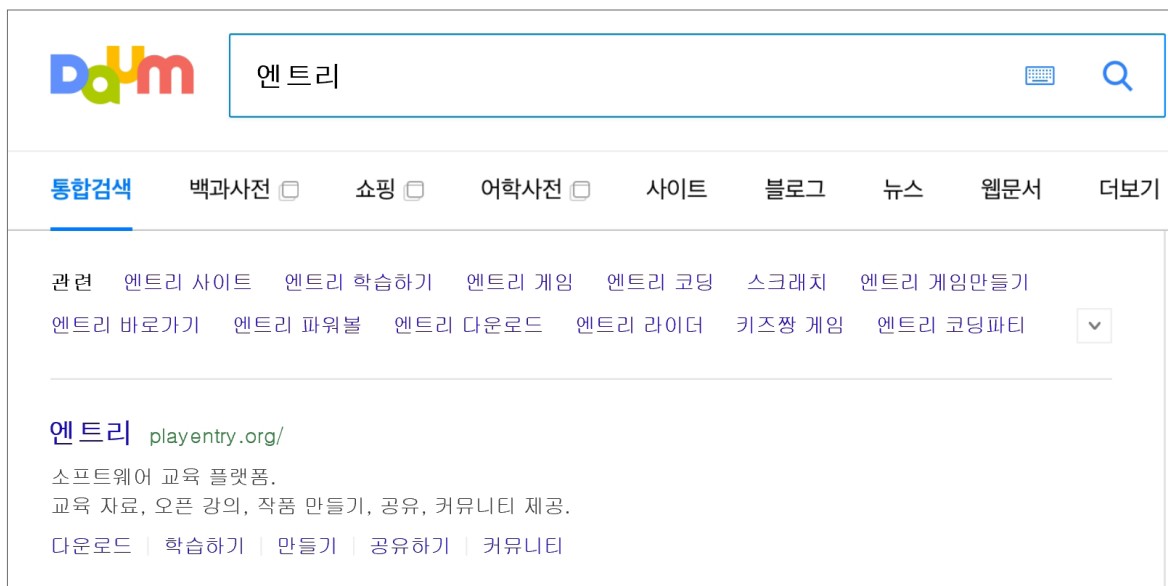 Daum
엔트리
통합검색 백과사전 쇼핑 어학사전 사이트 블로그 뉴스 웹문서 더보기
관련 엔트리 사이트 엔트리 학습하기 엔트리 게임 엔트리 코딩 스크래치 엔트리 게임만들기
엔트리 바로가기 엔트리 파워볼 엔트리 다운로드 엔트리 라이더 키즈짱 게임 엔트리 코딩파티
엔트리 playentry.org/
소프트웨어 교육 플랫폼.
교육 자료, 오픈 강의, 작품 만들기, 공유, 커뮤니티 제공.
다운로드 | 학습하기 | 만들기 | 공유하기 | 커뮤니티